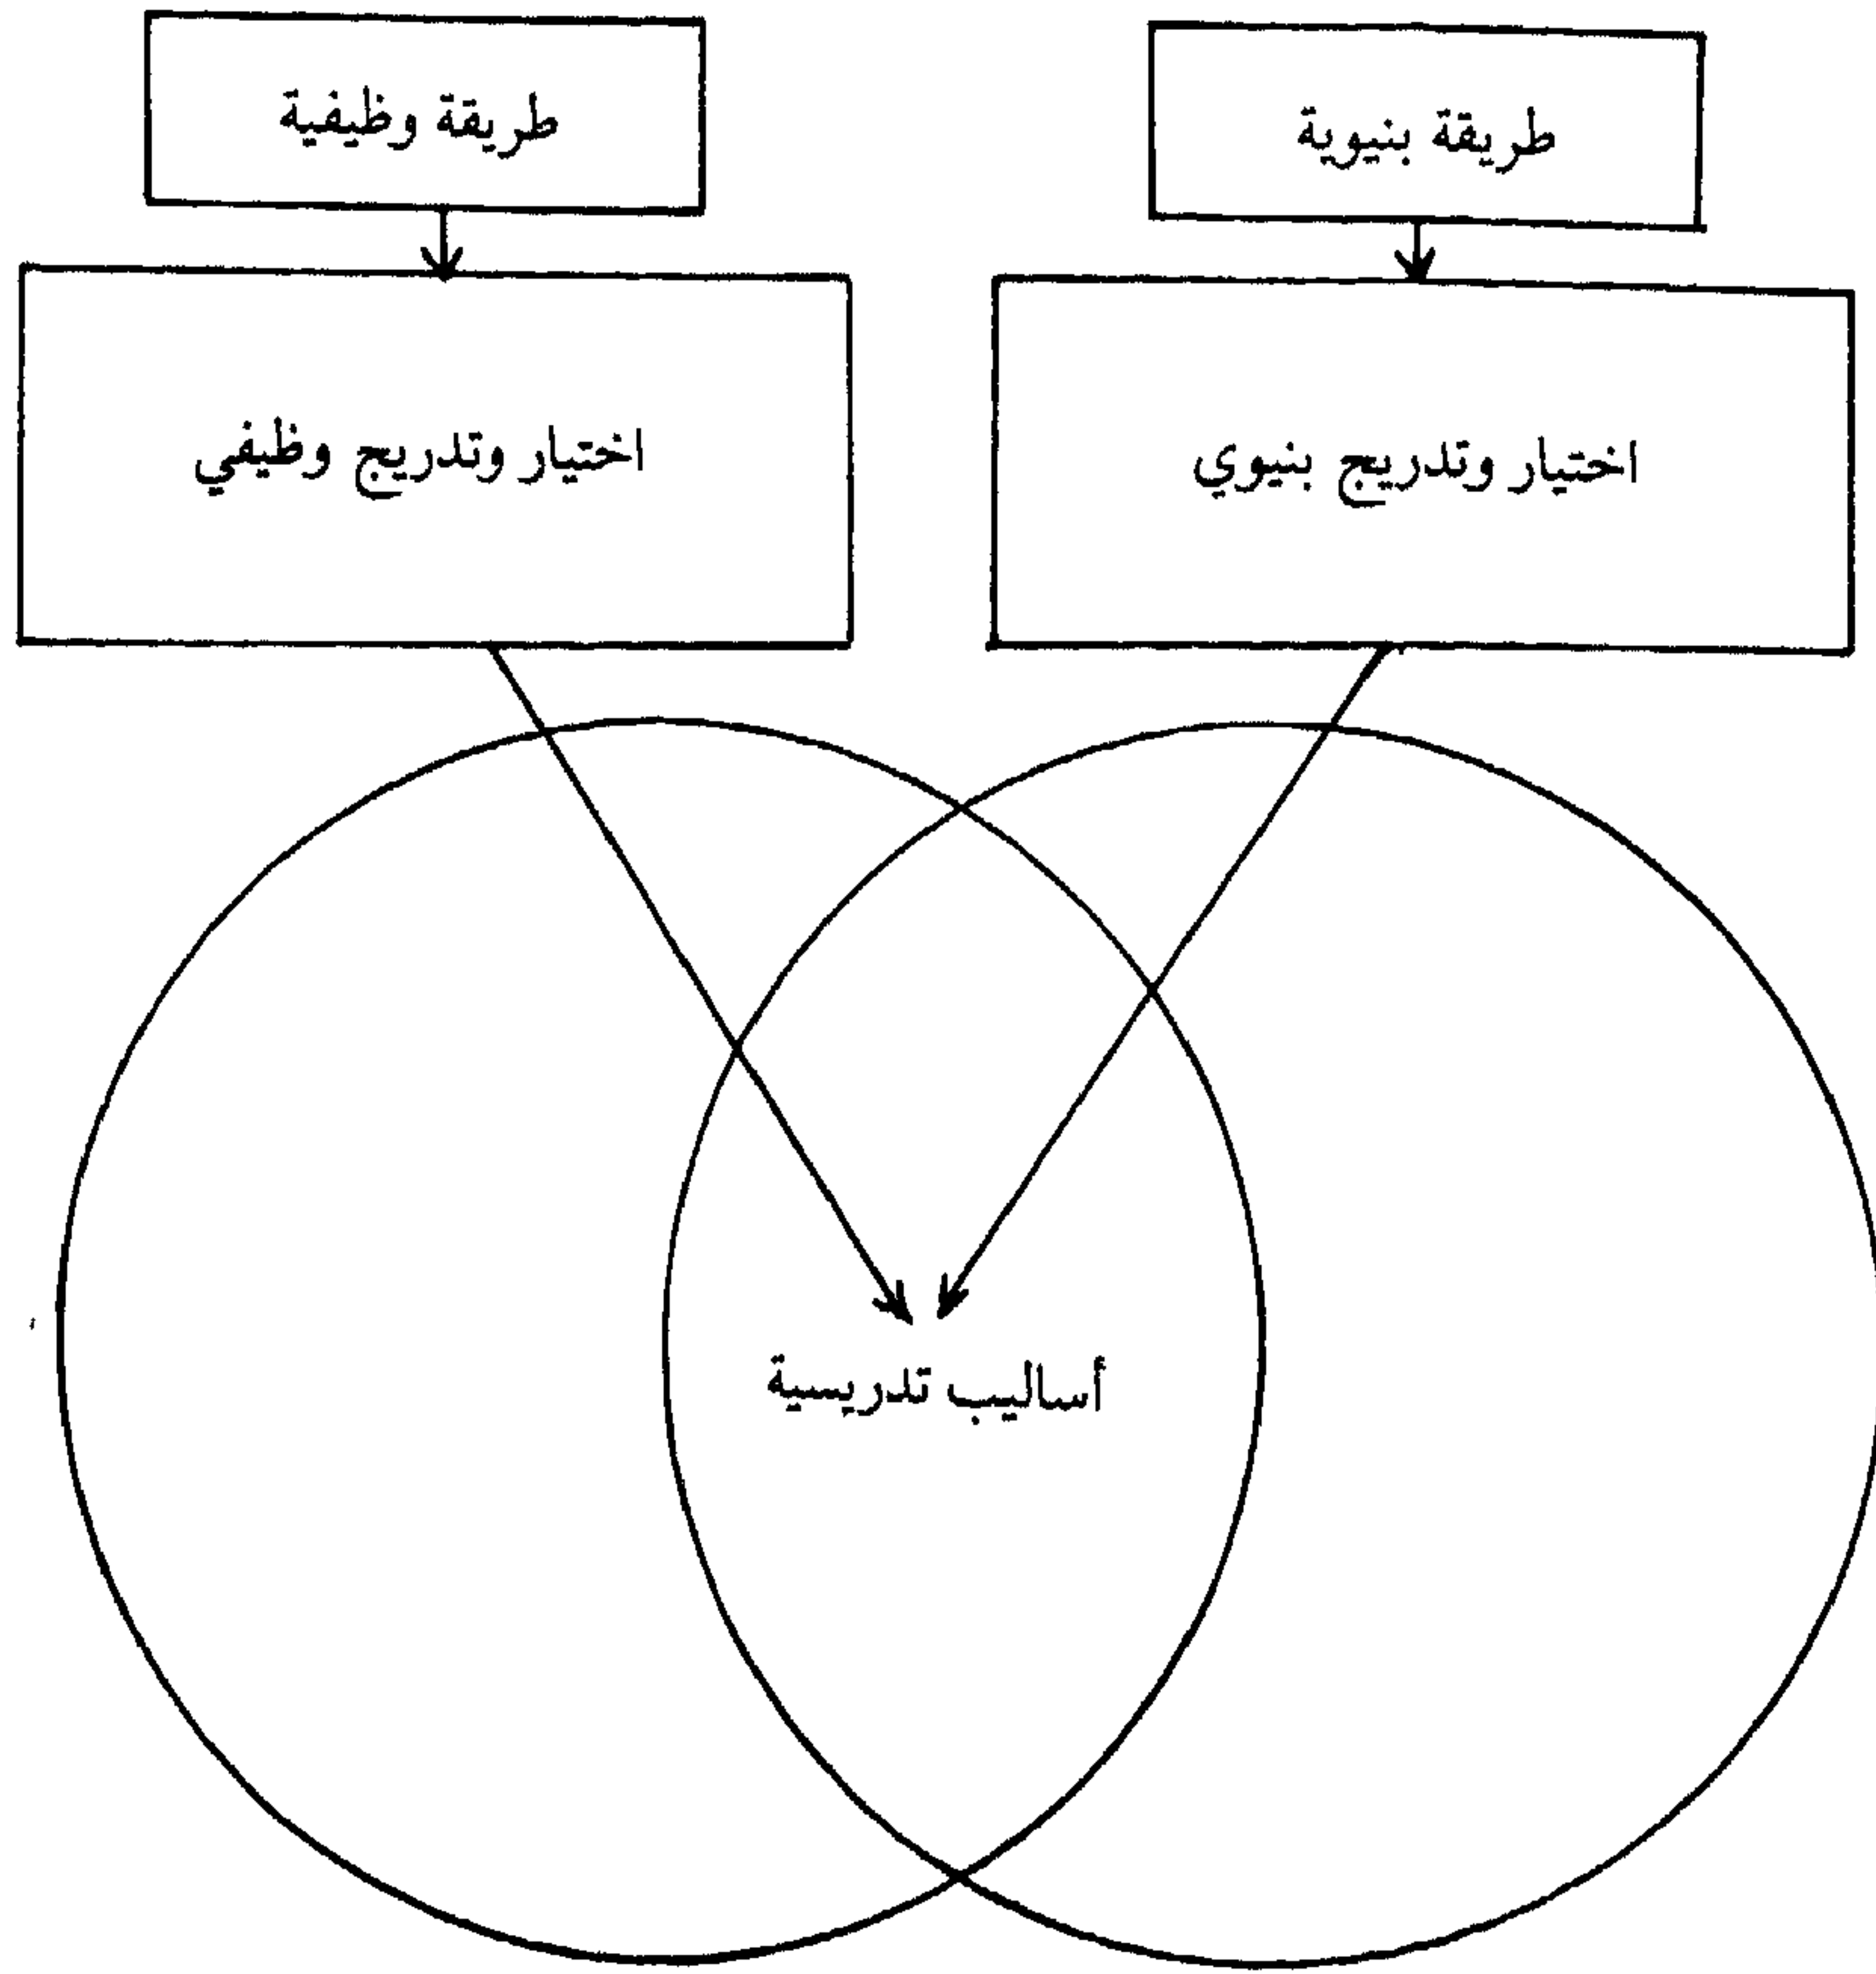 طريقة بنيوية
طريقة وظيفية
اختيار وتدريج بنيوي
اختيار وتدريج وظيفي
أساليب تدريسية